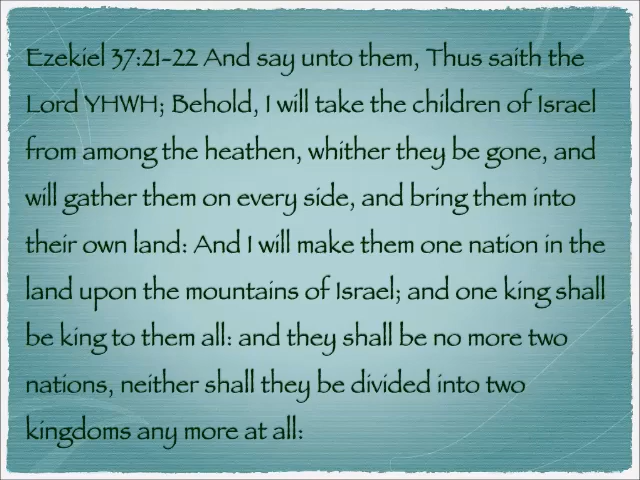 Ezekiel 37:21-22 And say unto them, Thus saith the
Lord YHWH; Behold, I will take the children of Israel
from among the heathen, whither they be gone, and
will gather them on every side, and bring them into
their own land: And I will make them one nation in the
land upon the mountains of Israel; and one king shall
be king to them all: and they shall be no more two
nations, neither shall they be divided into two
kingdoms any more at all: